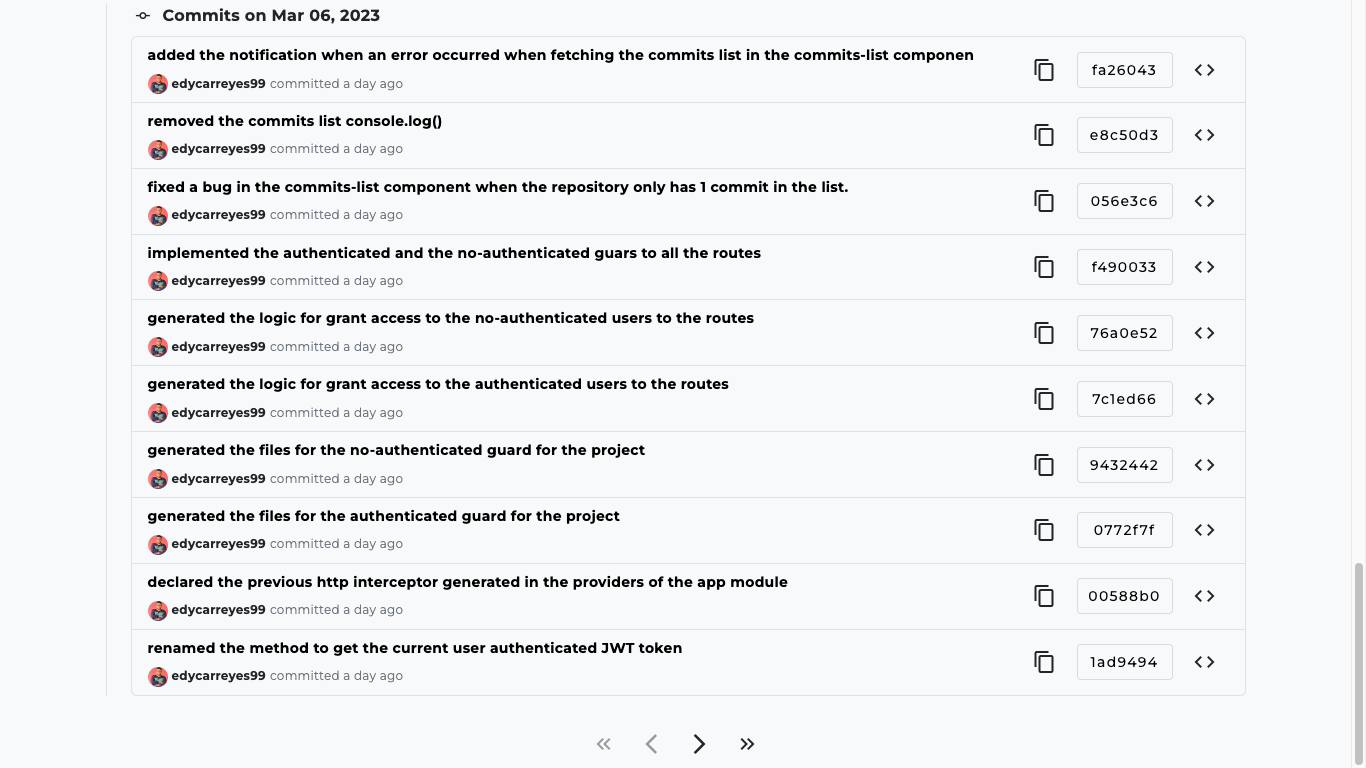 Commits on Mar 06, 2023
added the notification when an error occurred when fetching the commits list in the commits-list componen
edycarreyes99 committed a day ago
fa26043
removed the commits list console.log()
edycarreyes99 committed a day ago
e8c50d3
fixed a bug in the commits-list component when the repository only has 1 commit in the list.
edycarreyes99 committed a day ago
056e3c6
implemented the authenticated and the no-authenticated guars to all the routes
edycarreyes99 committed a day ago
f490033
generated the logic for grant access to the no-authenticated users to the routes
edycarreyes99 committed a day ago
76a0e52
generated the logic for grant access to the authenticated users to the routes
edycarreyes99 committed a day ago
7c1ed66
generated the files for the no-authenticated guard for the project
edycarreyes99 committed a day ago
9432442
generated the files for the authenticated guard for the project
edycarreyes99 committed a day ago
0772f7f
declared the previous http interceptor generated in the providers of the app module
edycarreyes99 committed a day ago
00588b0
renamed the method to get the current user authenticated JWT token
edycarreyes99 committed a day ago
1ad9494